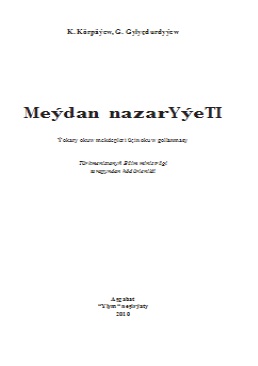 K. Körpäýew, G. Gylyçdurdyýew
Meýdan nazarYýeTI
Ýokary okuw mekdepleri üçin okuw gollanmasy
Türkmenistanyň Bilim ministrligi
tarapyndan hödürlenildi
Aşgabat
"Ylym" neşirýaty
2010